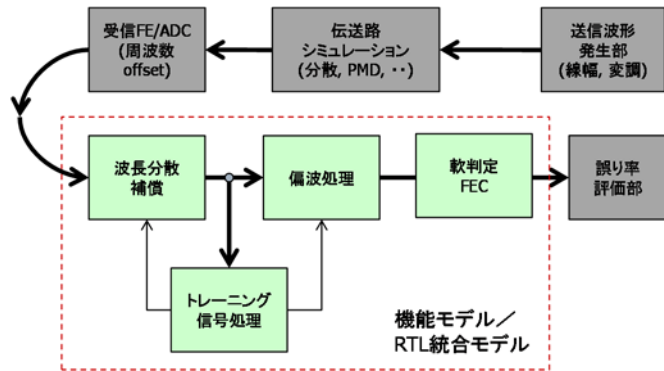 受信FE/ADC
(周波数
offset)
伝送路
シミュレーション
(分散, PMD, ‥)
送信波形
発生部
(線幅, 変調)
波長分散
補償
偏波処理
軟判定
FEC
誤り率
評価部
トレーニング
信号処理
機能モデル／
RTL統合モデル